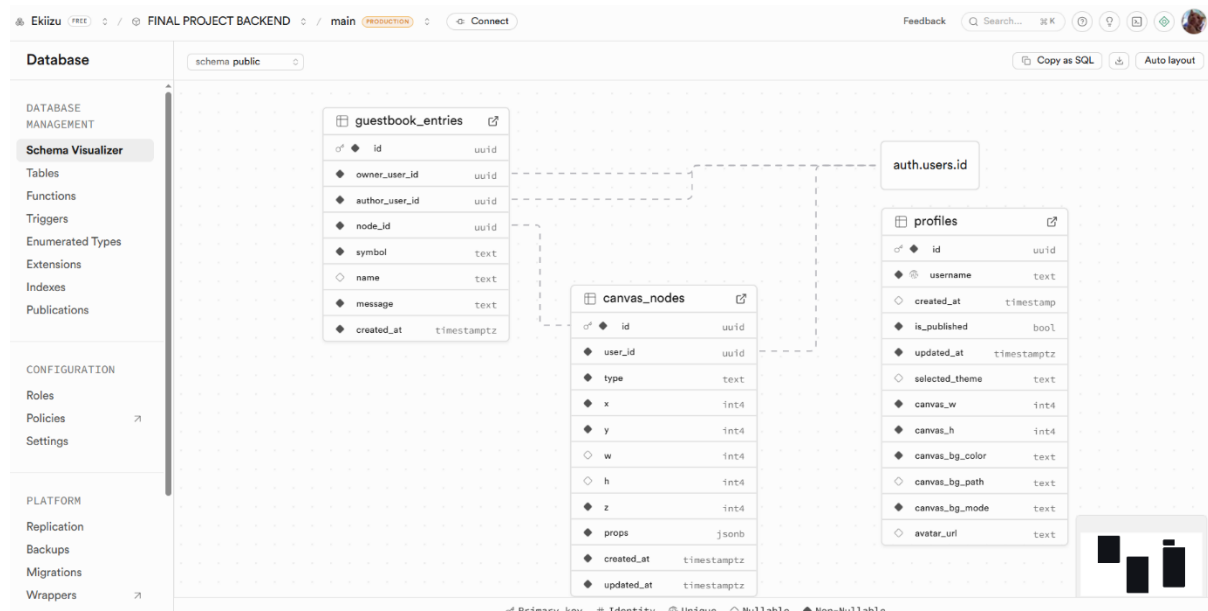 Ekiizu FREE / FINAL PROJECT BACKEND / main PRODUCTION Connect
Feedback Search... ⌘K
Database
schema public
Copy as SQL
Auto layout
DATABASE
MANAGEMENT
Schema Visualizer
Tables
Functions
Triggers
Enumerated Types
Extensions
Indexes
Publications
CONFIGURATION
Roles
Policies
Settings
PLATFORM
Replication
Backups
Migrations
Wrappers
guestbook_entries
id uuid
owner_user_id uuid
author_user_id uuid
node_id uuid
symbol text
name text
message text
created_at timestamptz
canvas_nodes
id uuid
user_id uuid
type text
x int4
y int4
w int4
h int4
z int4
props jsonb
created_at timestamptz
updated_at timestamptz
auth.users.id
profiles
id uuid
username text
created_at timestamp
is_published bool
updated_at timestamptz
selected_theme text
canvas_w int4
canvas_h int4
canvas_bg_color text
canvas_bg_path text
canvas_bg_mode text
avatar_url text
Primary key # Identity Unique Nullable Non-Nullable